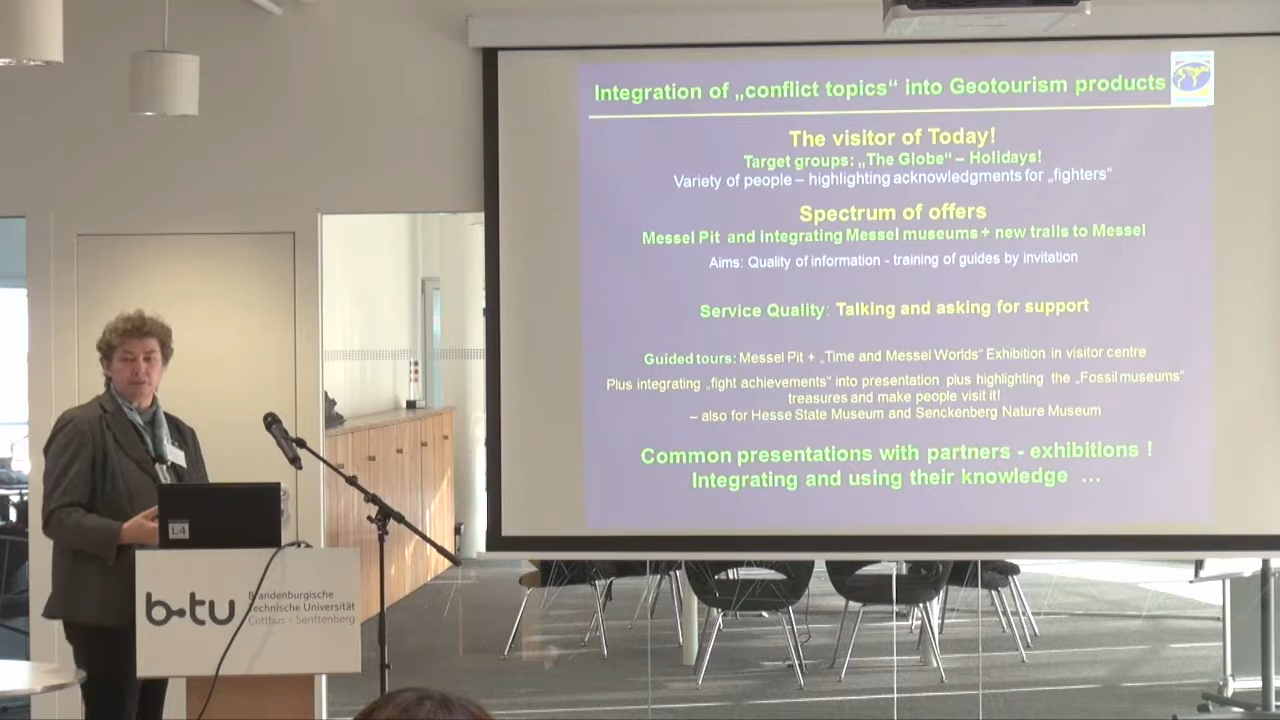 Integration of „conflict topics“ into Geotourism products
The visitor of Today!
Target groups: „The Globe“ – Holidays!
Variety of people – highlighting acknowledgments for „fighters“
Spectrum of offers
Messel Pit and integrating Messel museums + new trails to Messel
Aims: Quality of information - training of guides by invitation
Service Quality: Talking and asking for support
Guided tours: Messel Pit + „Time and Messel Worlds“ Exhibition in visitor centre
Plus integrating „fight achievements“ into presentation plus highlighting the „Fossil museums“
treasures and make people visit it!
– also for Hesse State Museum and Senckenberg Nature Museum
Common presentations with partners - exhibitions !
Integrating and using their knowledge …
L4
b-tu
Brandenburgische
Technische Universität
Cottbus - Senftenberg